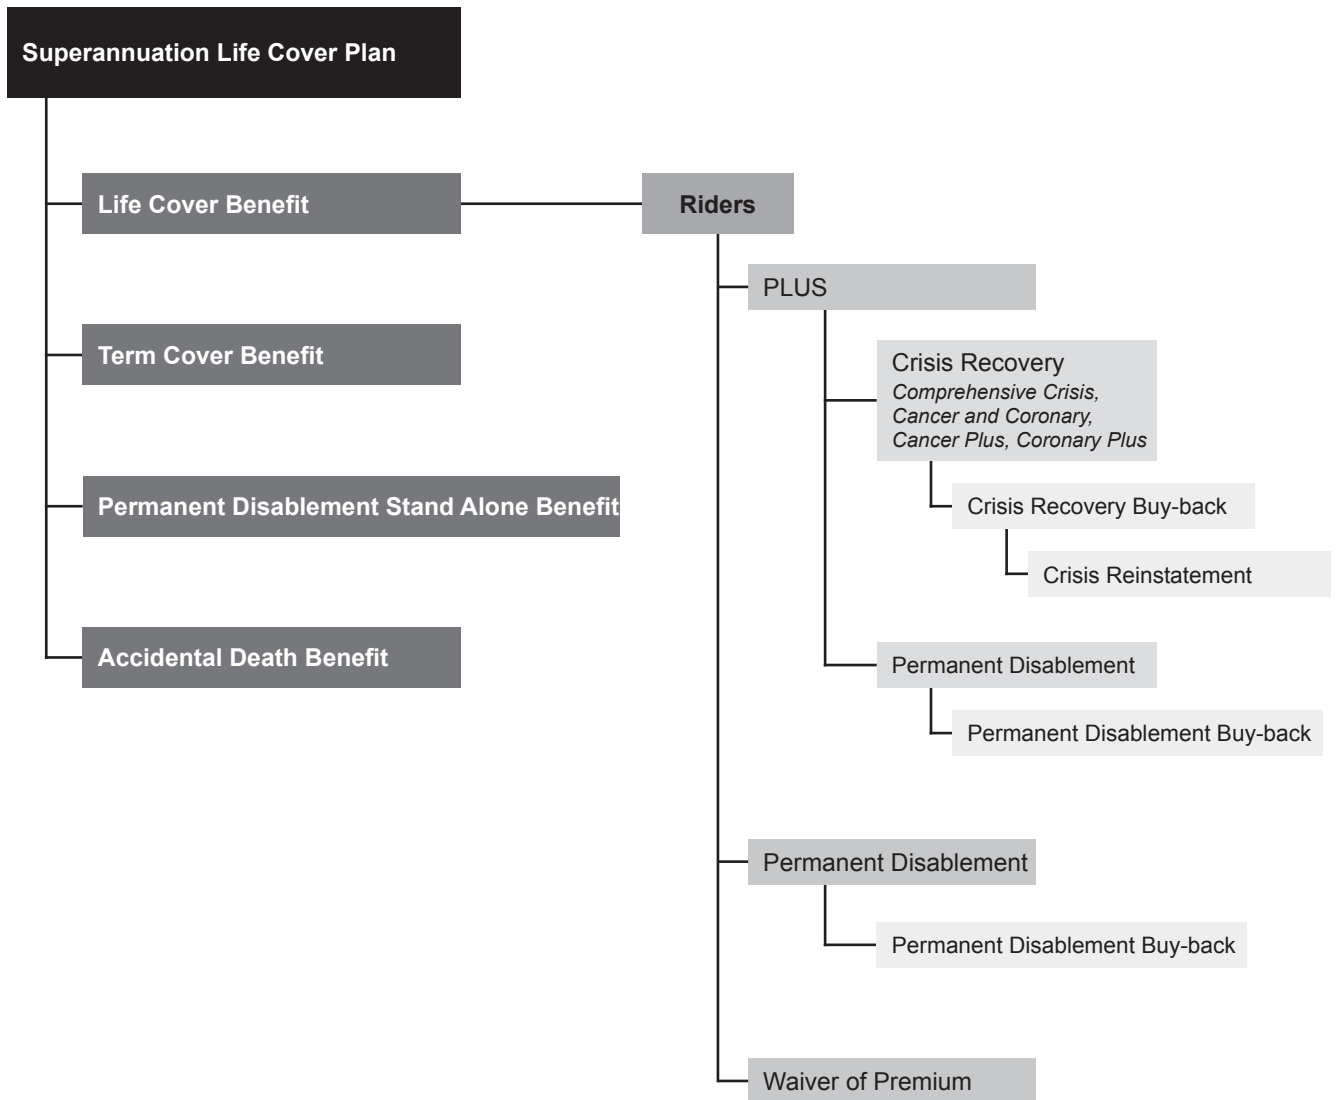 Superannuation Life Cover Plan
Life Cover Benefit
Riders
PLUS
Term Cover Benefit
Crisis Recovery
Comprehensive Crisis,
Cancer and Coronary,
Cancer Plus, Coronary Plus
Permanent Disablement Stand Alone Benefit
Crisis Recovery Buy-back
Crisis Reinstatement
Accidental Death Benefit
Permanent Disablement
Permanent Disablement Buy-back
Permanent Disablement
Permanent Disablement Buy-back
Waiver of Premium